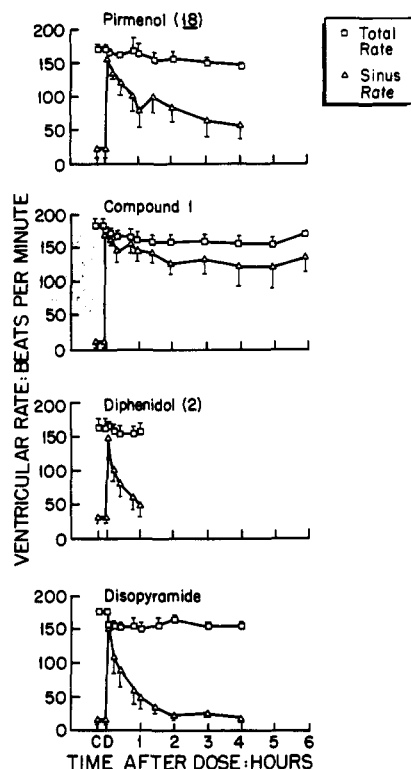 Pirmenol (18)
200
150
100
50
0
Total Rate
Sinus Rate
VENTRICULAR RATE: BEATS PER MINUTE
Compound 1
200
150
100
50
0
Diphenidol (2)
200
150
100
50
0
Disopyramide
200
150
100
50
0
C D 1 2 3 4 5 6
TIME AFTER DOSE: HOURS